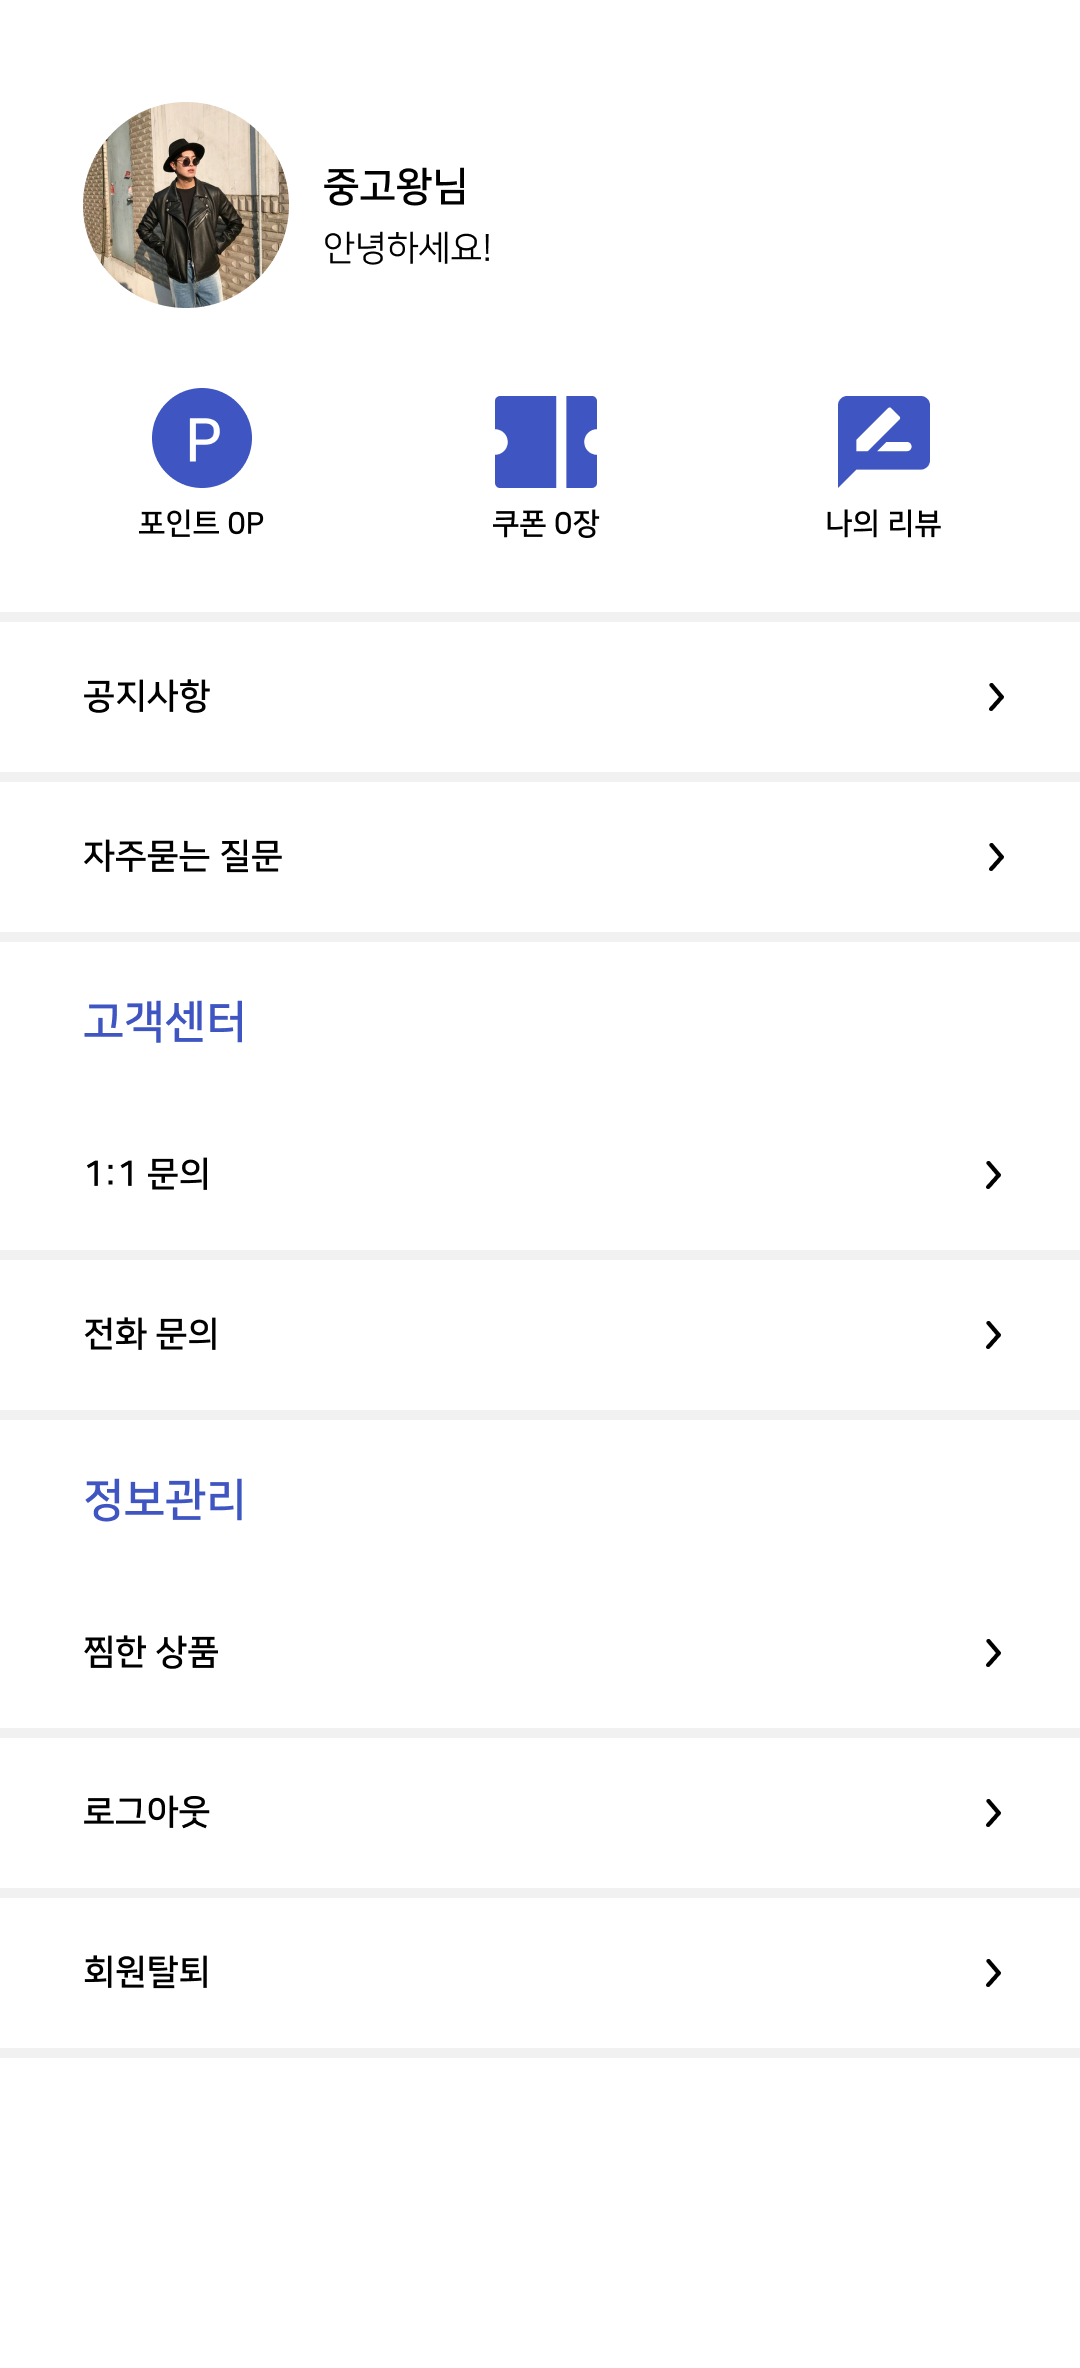 중고왕님
안녕하세요!
P
포인트 0P
쿠폰 0장
나의 리뷰
공지사항
자주묻는 질문
고객센터
1:1 문의
전화 문의
정보관리
찜한 상품
로그아웃
회원탈퇴